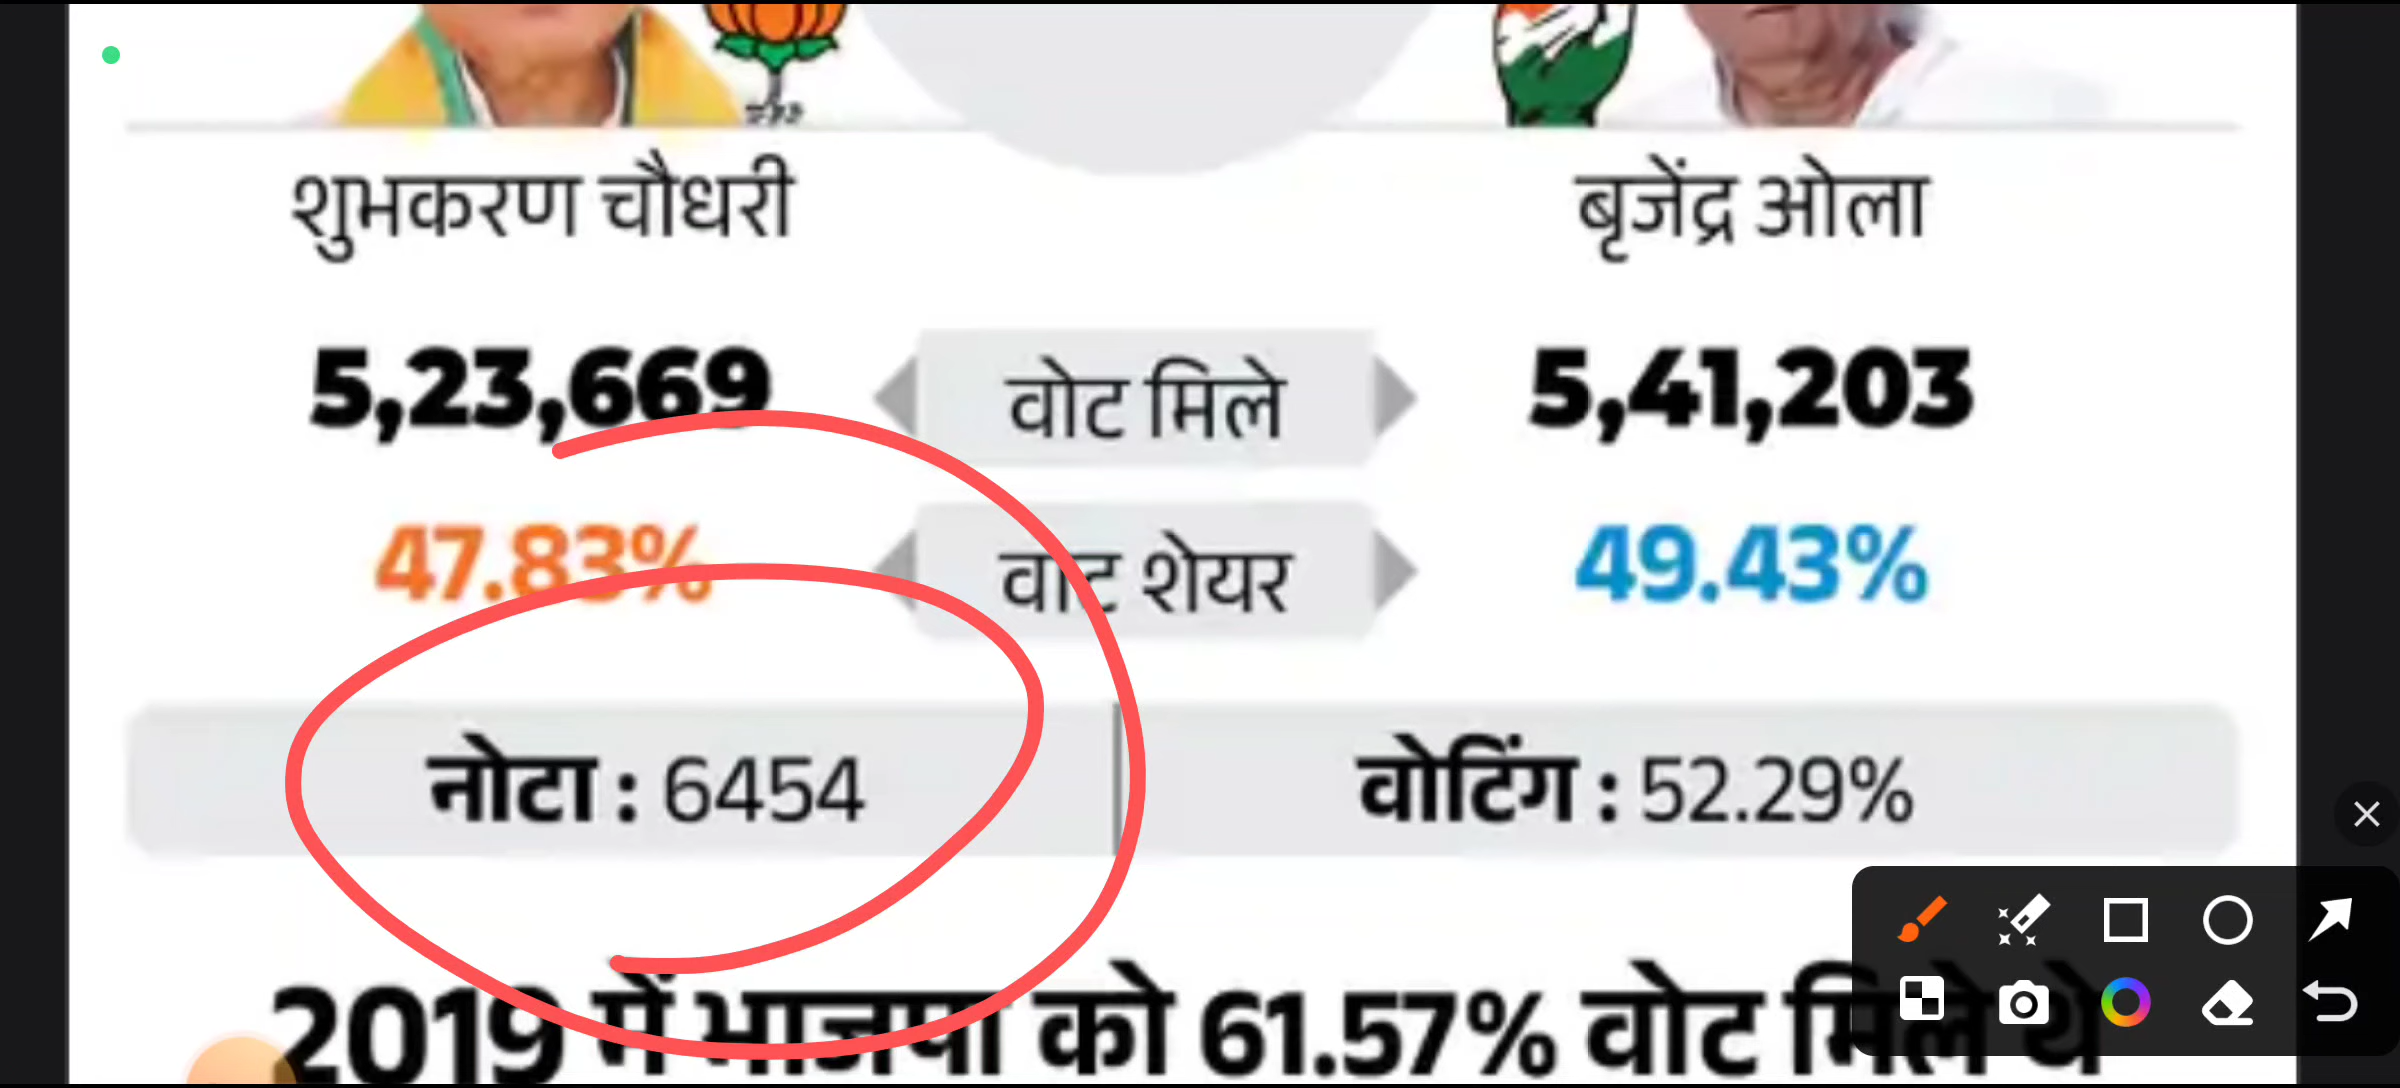 शुभकरण चौधरी
बृजेंद्र ओला
5,23,669 वोट मिले 5,41,203
47.83% वोट शेयर 49.43%
नोटा : 6454
वोटिंग : 52.29%
2019 में भाजपा को 61.57% वोट मिले थे